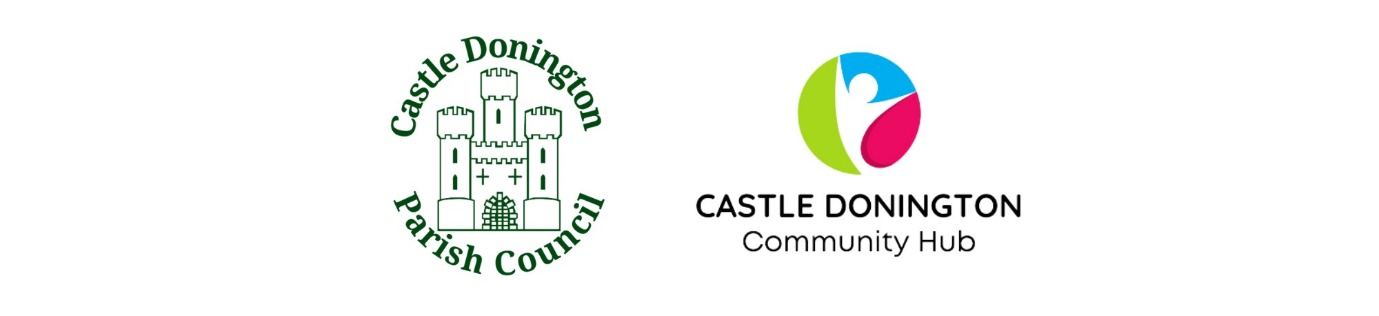 Castle Donington
Parish Council
CASTLE DONINGTON
Community Hub